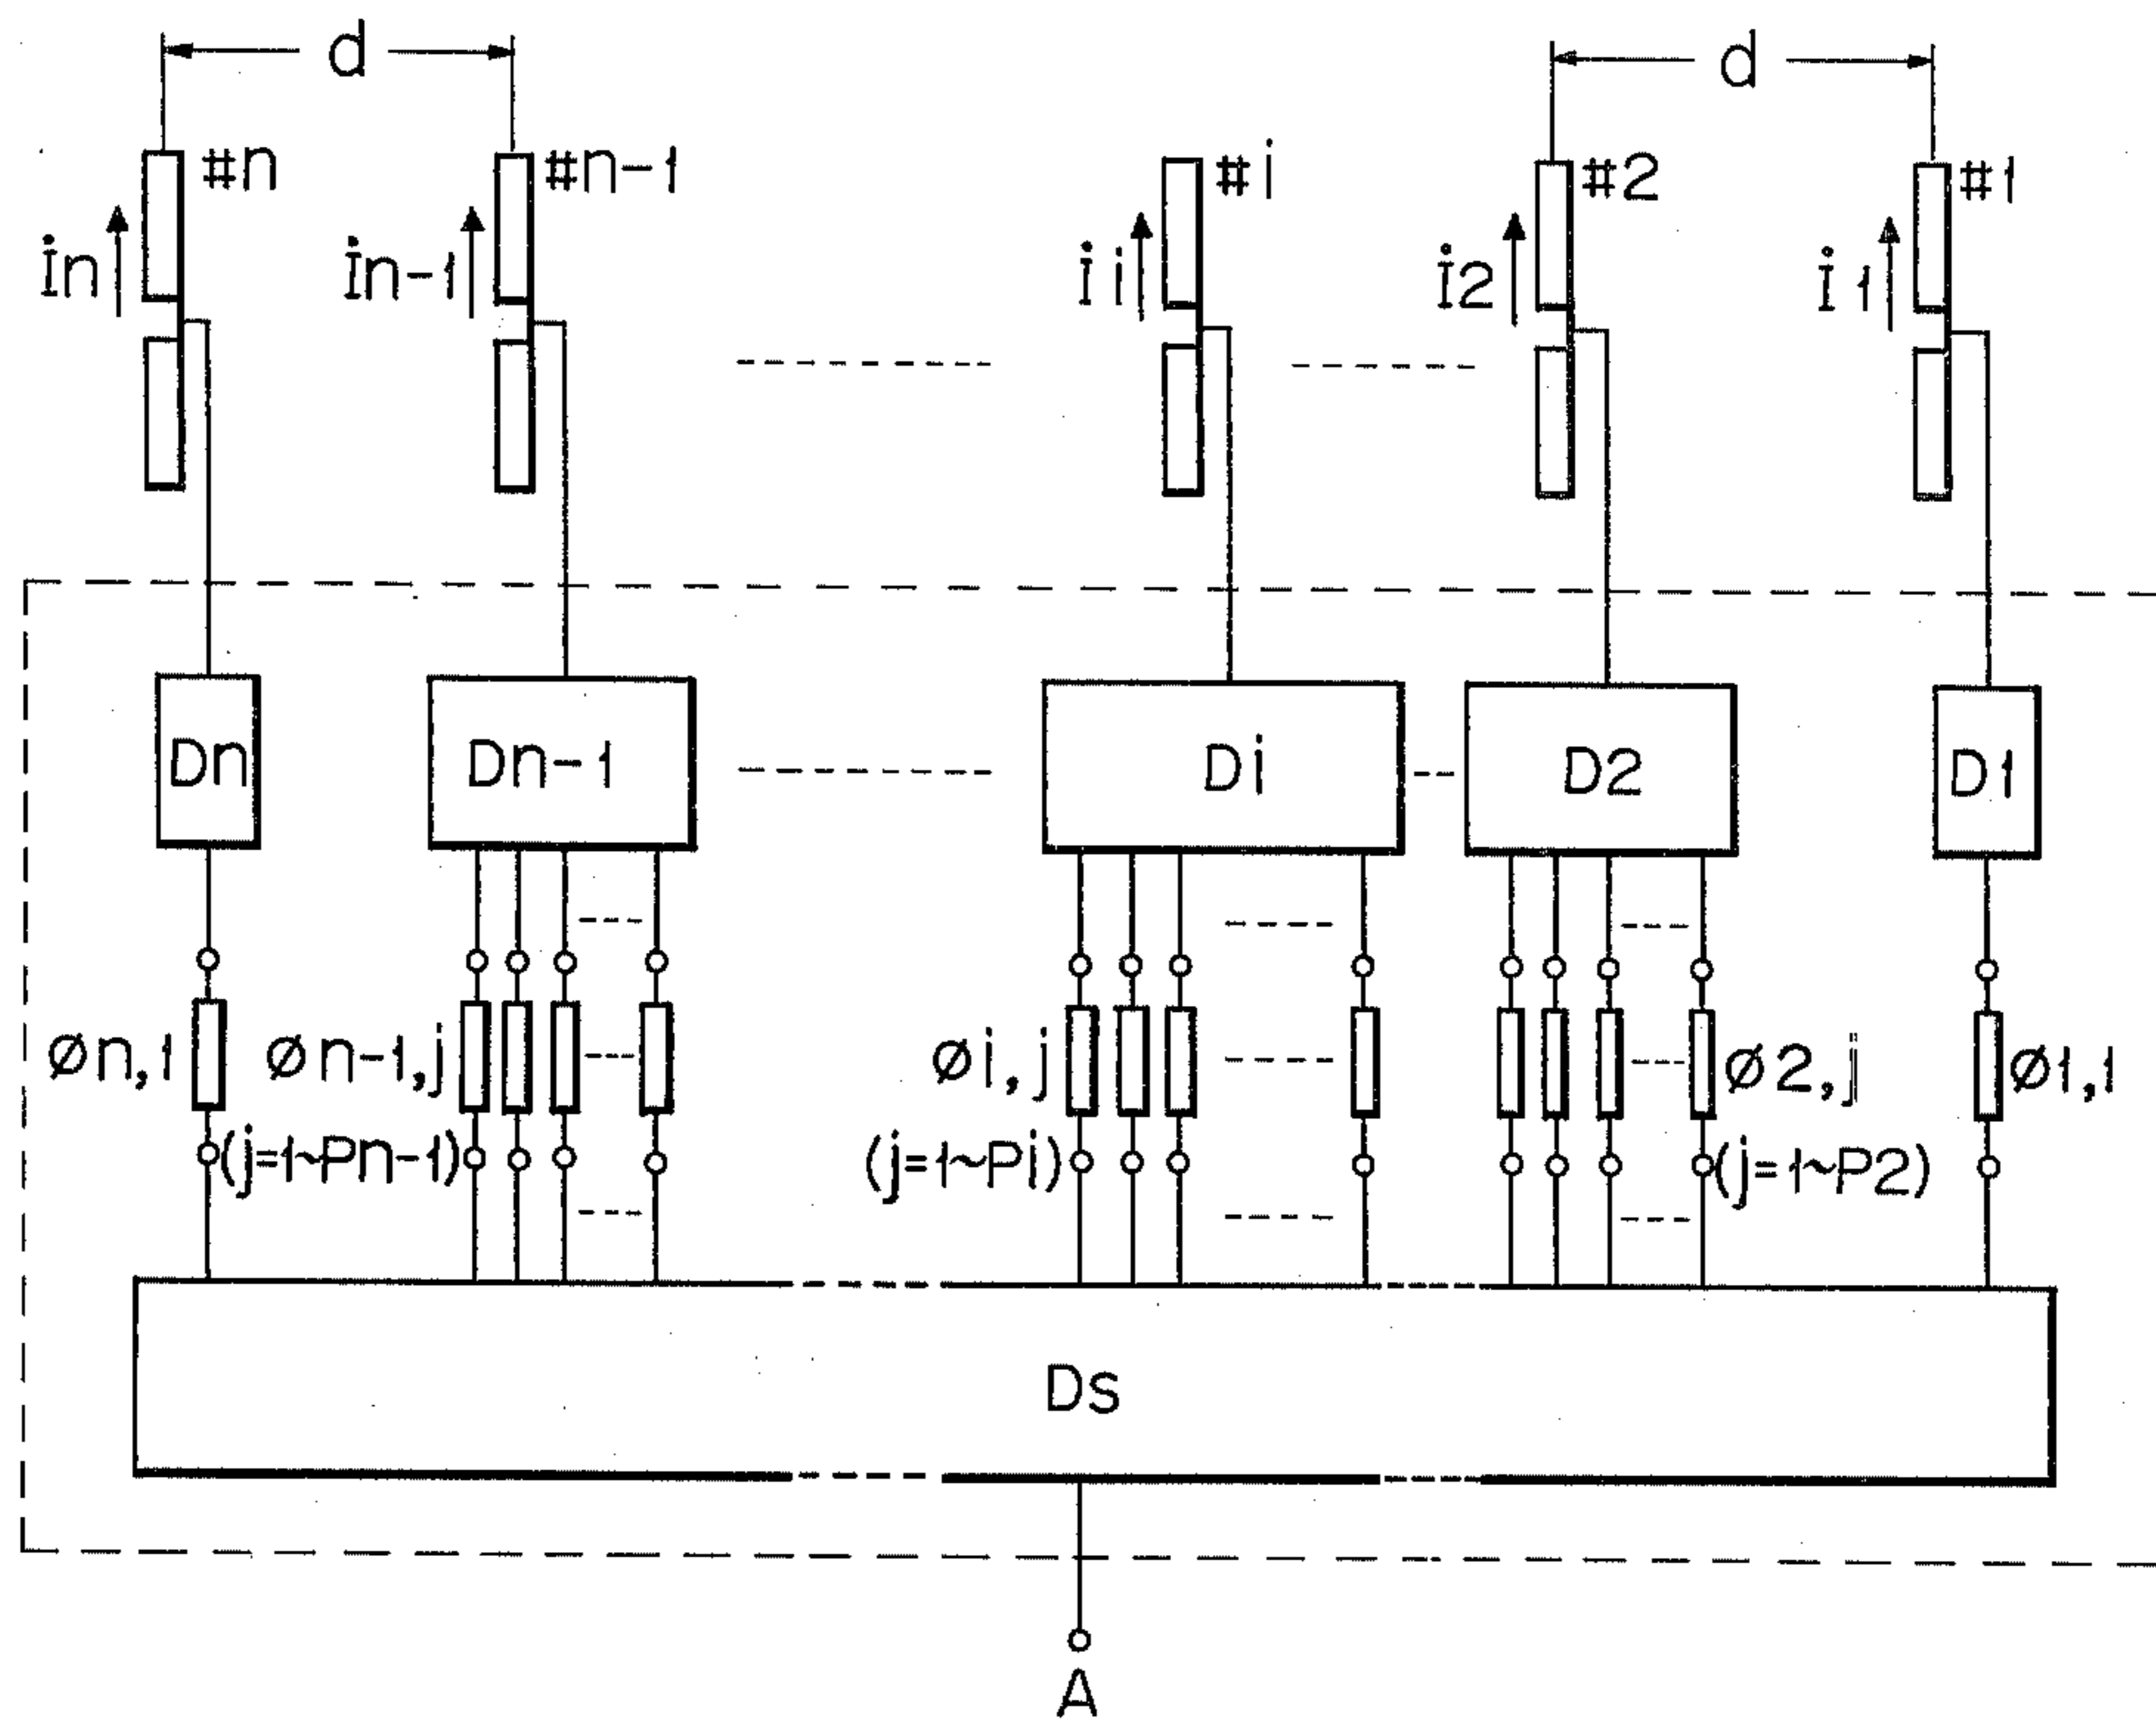 d d
#n #n-1 #i #2 #1
in in-1 ii i2 i1
Dn Dn-1 Di D2 D1
øn,1 øn-1,j øi,j ø2,j ø1,1
(j=1~Pn-1) (j=1~Pi) (j=1~P2)
Ds
A